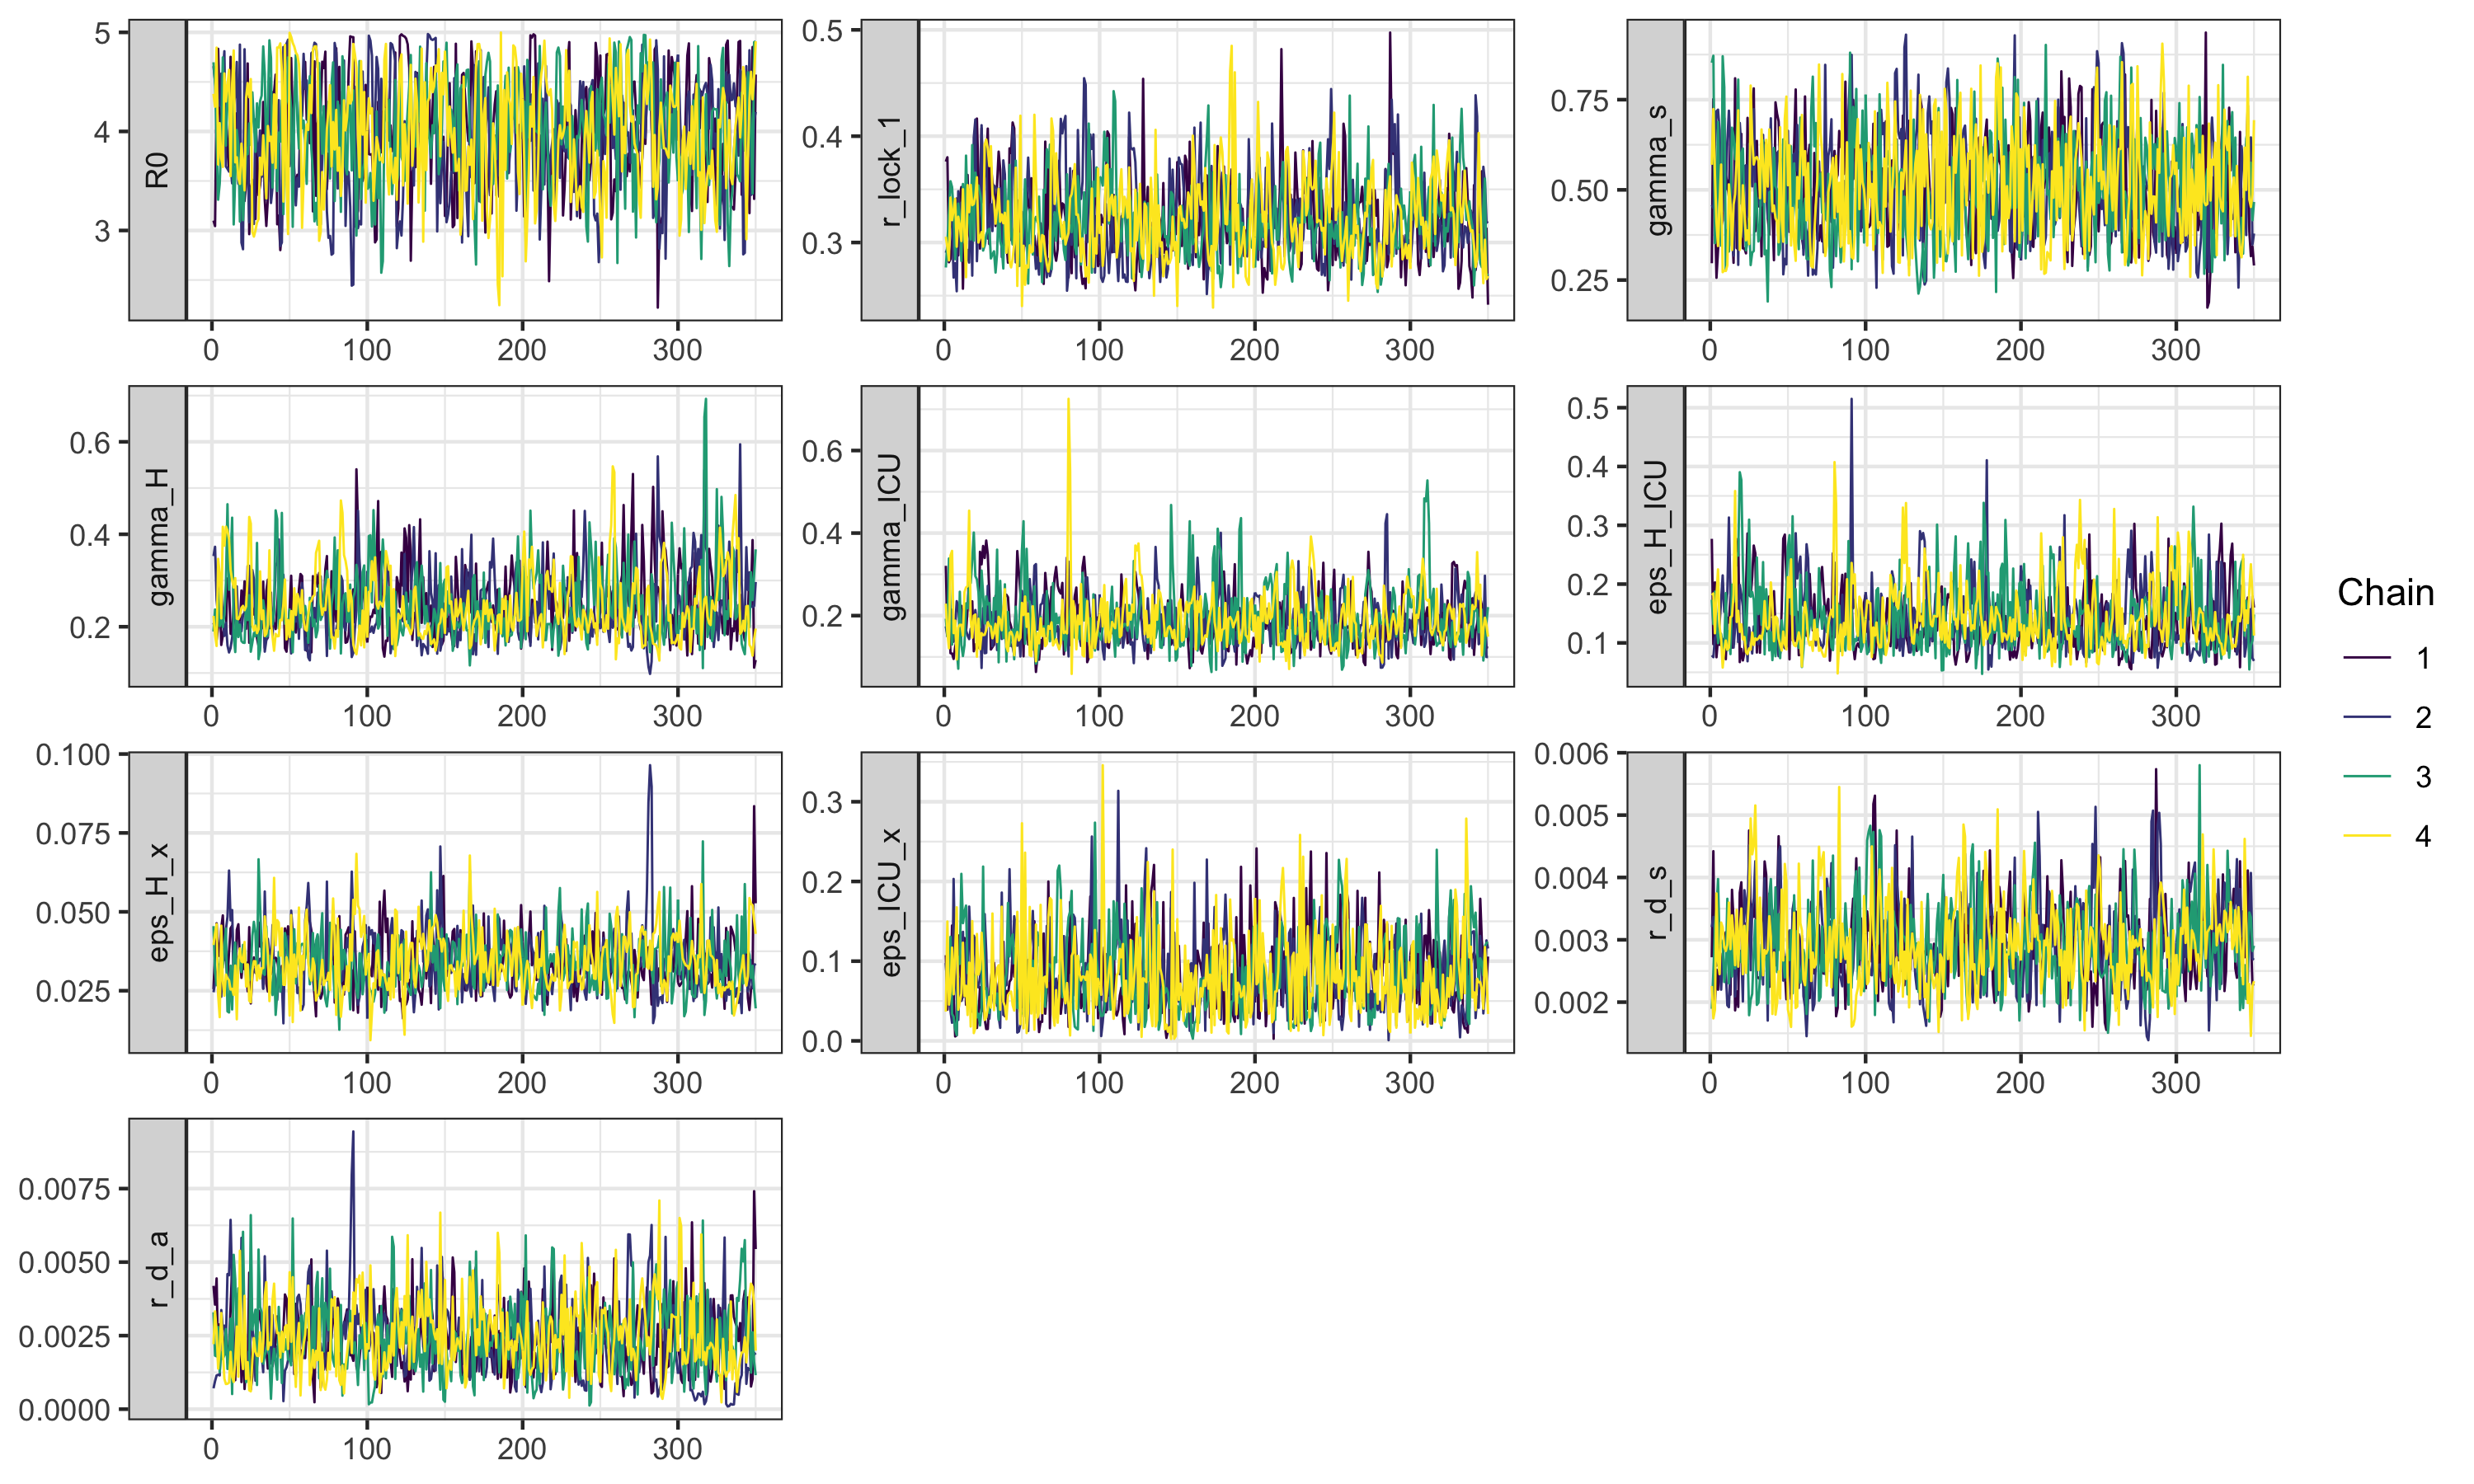 R0
5
4
3
0 100 200 300
r_lock_1
0.5
0.4
0.3
0 100 200 300
gamma_s
0.75
0.50
0.25
0 100 200 300
gamma_H
0.6
0.4
0.2
0 100 200 300
gamma_ICU
0.6
0.4
0.2
0 100 200 300
eps_H_ICU
0.5
0.4
0.3
0.2
0.1
0 100 200 300
eps_H_x
0.100
0.075
0.050
0.025
0 100 200 300
eps_ICU_x
0.3
0.2
0.1
0.0
0 100 200 300
r_d_s
0.006
0.005
0.004
0.003
0.002
0 100 200 300
r_d_a
0.0075
0.0050
0.0025
0.0000
0 100 200 300
Chain
1
2
3
4